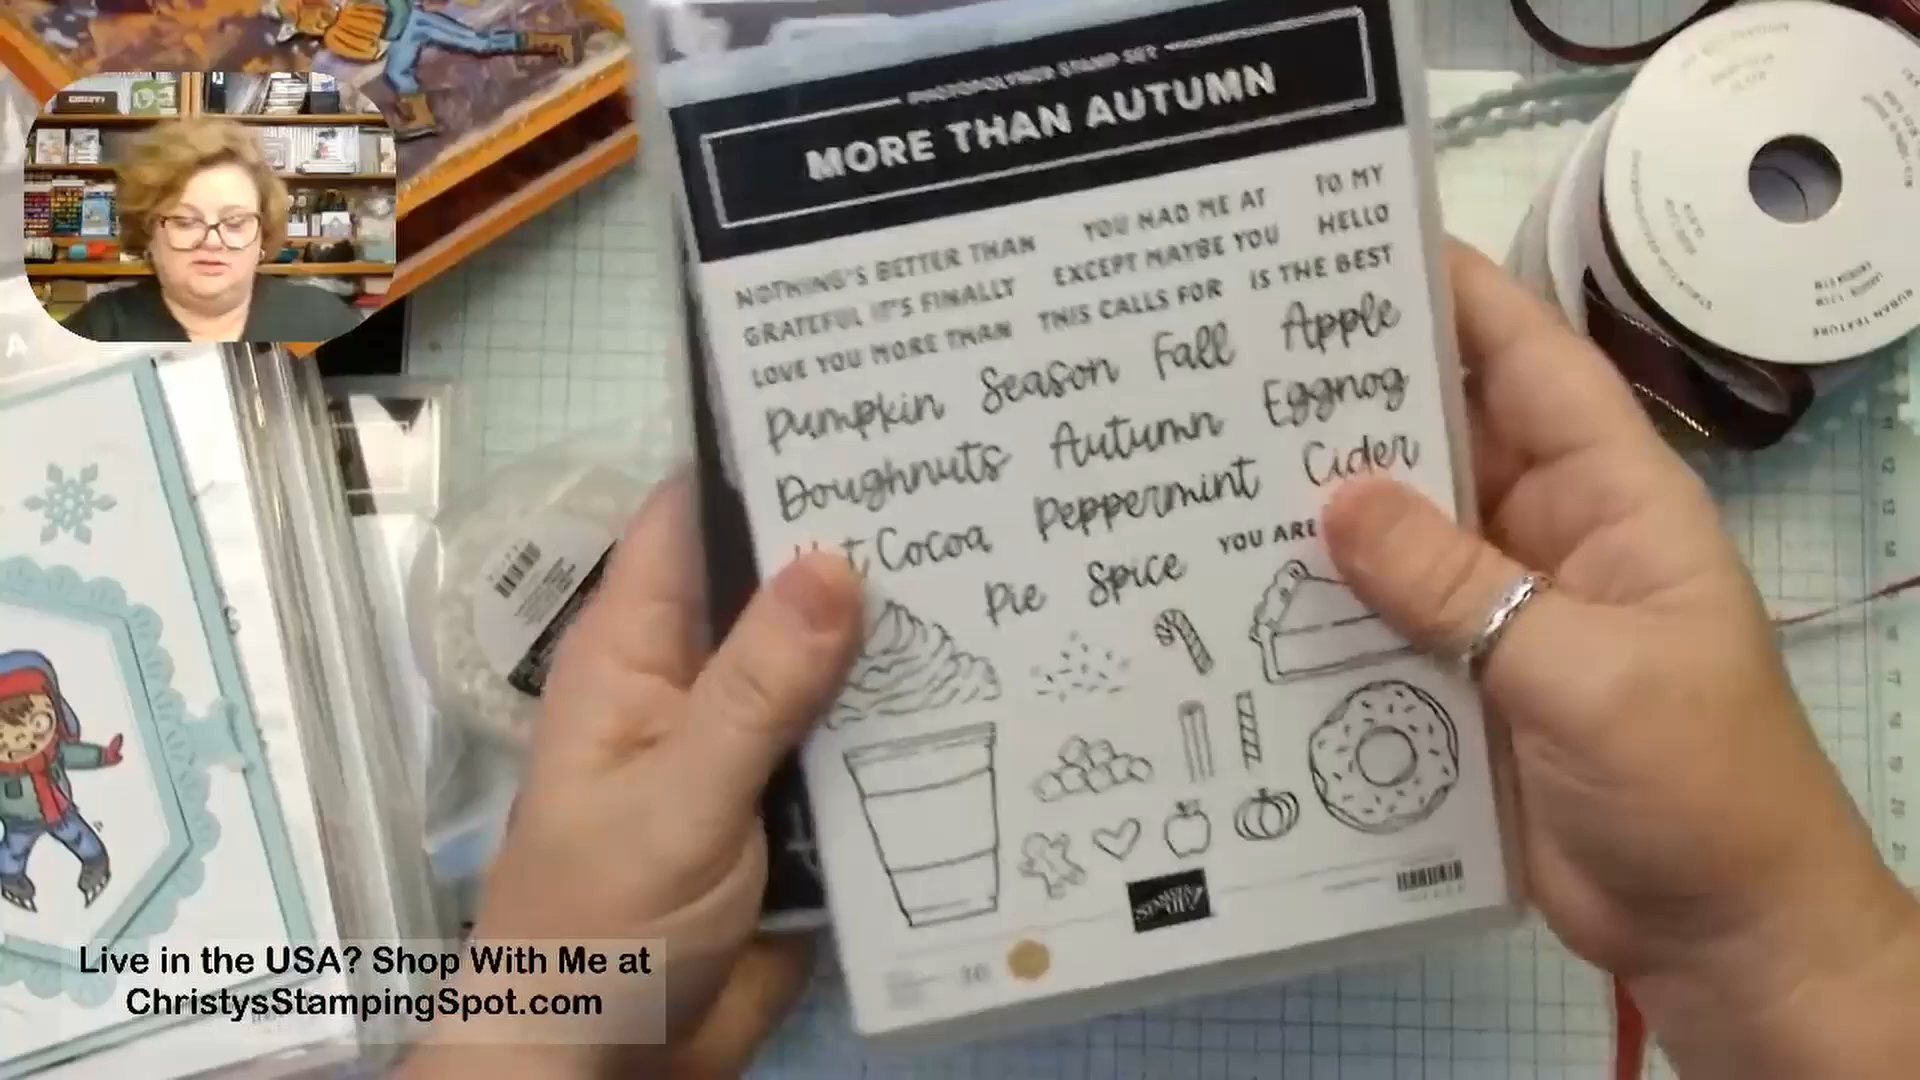 PHOTOPOLYMER STAMP SET
MORE THAN AUTUMN
NOTHING'S BETTER THAN YOU HAD ME AT TO MY
GRATEFUL IT'S FINALLY EXCEPT MAYBE YOU HELLO
LOVE YOU MORE THAN THIS CALLS FOR IS THE BEST
Pumpkin Season Fall Apple
Doughnuts Autumn Eggnog
Cocoa Peppermint Cider
Pie Spice YOU ARE
STAMPIN' UP!
Live in the USA? Shop With Me at
ChristysStampingSpot.com